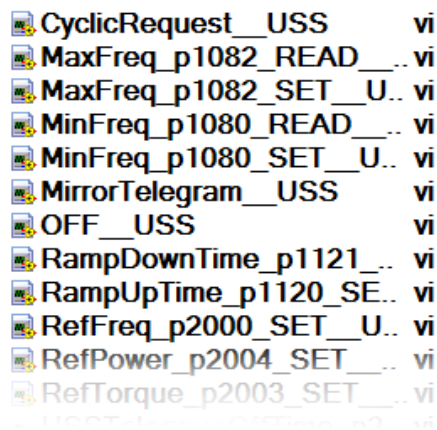 CyclicRequest__USS vi
MaxFreq_p1082_READ__.. vi
MaxFreq_p1082_SET__U.. vi
MinFreq_p1080_READ__.. vi
MinFreq_p1080_SET__U.. vi
MirrorTelegram__USS vi
OFF__USS vi
RampDownTime_p1121_.. vi
RampUpTime_p1120_SE.. vi
RefFreq_p2000_SET__U.. vi
RefPower_p2004_SET__.. vi
RefTorque_p2003_SET__.. vi